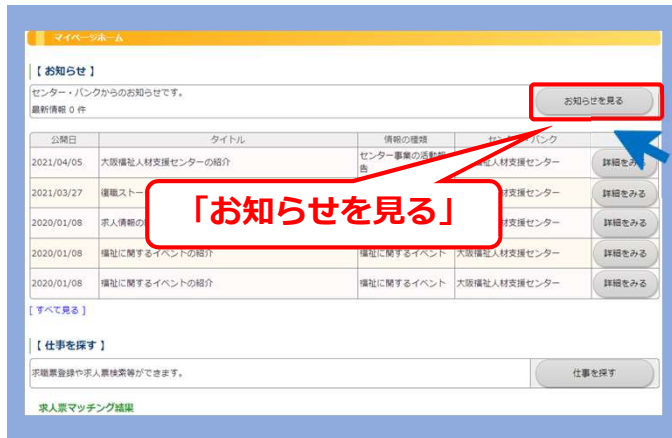 マイページホーム
【 お知らせ 】
センター・バンクからのお知らせです。
最新情報 0 件
お知らせを見る
公開日 タイトル 情報の種類 センター・バンク
2021/04/05 大阪福祉人材支援センターの紹介 センター事業の活動報告 人材支援センター 詳細をみる
2021/03/27 復職ストー 材支援センター 詳細をみる
「お知らせを見る」
2020/01/08 求人情報の 材支援センター 詳細をみる
2020/01/08 福祉に関するイベントの紹介 福祉に関するイベント 大阪福祉人材支援センター 詳細をみる
2020/01/08 福祉に関するイベントの紹介 福祉に関するイベント 大阪福祉人材支援センター 詳細をみる
[ すべて見る ]
【 仕事を探す 】
求職票登録や求人票検索等ができます。
仕事を探す
求人票マッチング結果